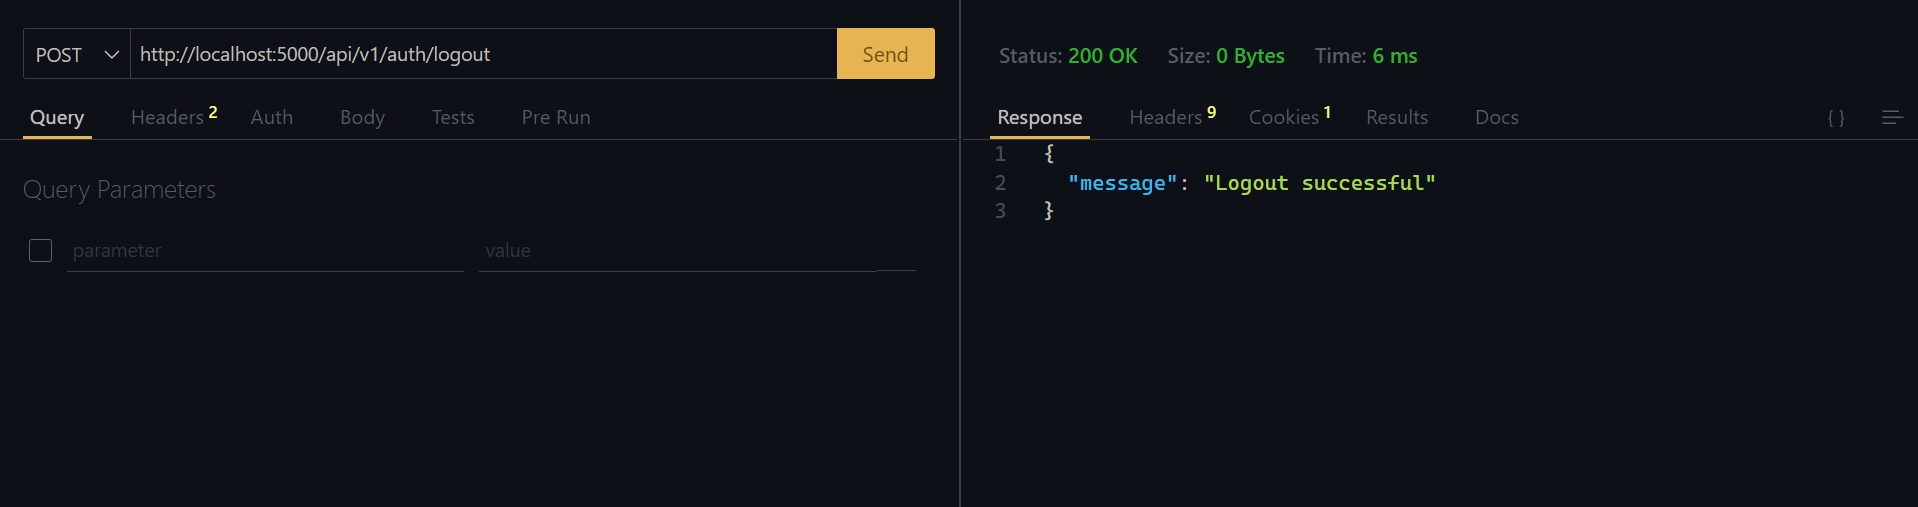 POST http://localhost:5000/api/v1/auth/logout Send
Query Headers 2 Auth Body Tests Pre Run
Query Parameters
parameter value
Status: 200 OK Size: 0 Bytes Time: 6 ms
Response Headers 9 Cookies 1 Results Docs { }
1 {
2 "message": "Logout successful"
3 }